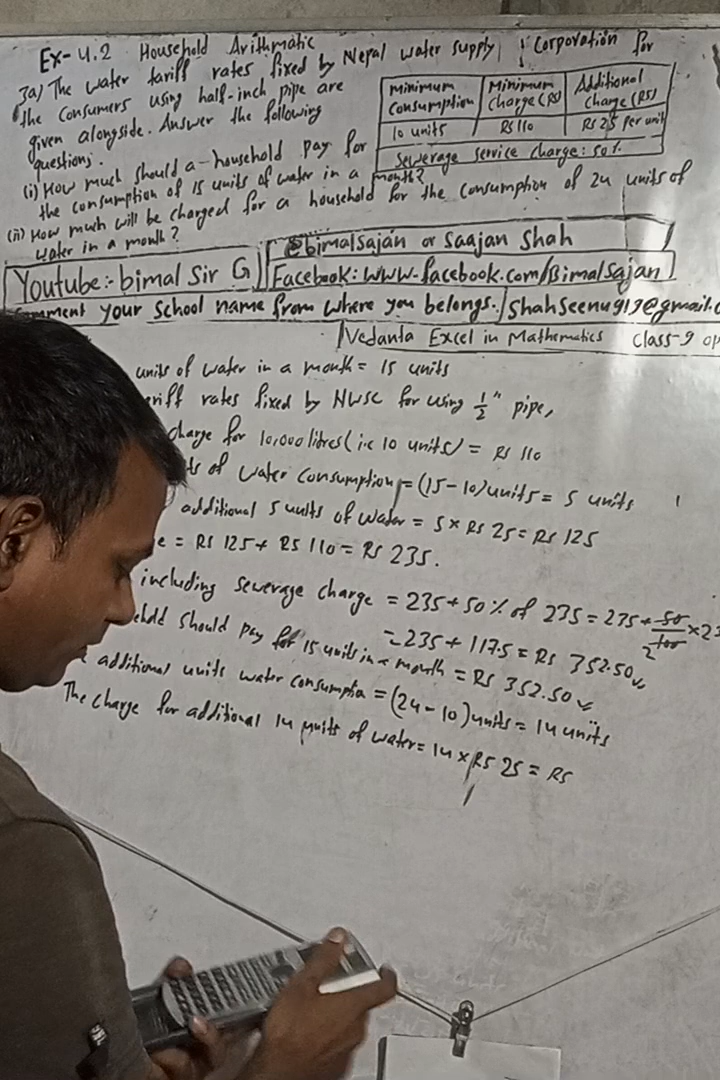 Ex-4.2 Household Arithmatic
3a) The water tariff rates fixed by Nepal water supply Corporation for
the consumers using half-inch pipe are
given alongside. Answer the following
questions.
Minimum Consumption | Minimum charge (RS) | Additional charge (RS)
10 units | RS 110 | RS 25 per unit
Sewerage service charge: 50%
(i) How much should a household pay for
the consumption of 15 units of water in a month?
(ii) How much will be charged for a household for the consumption of 24 units of
water in a month?
@bimalsajan or Saajan Shah
Youtube:- bimal Sir G
Facebook: www.facebook.com/Bimalsajan
comment your School name from where you belongs. Shahseenu913@gmail.c
Vedanta Excel in Mathematics Class-9 op
units of water in a month = 15 units
riff rates fixed by NWSC for using 1/2" pipe,
charge for 10,000 litres (i.e 10 units) = RS 110
ts of water consumption = (15-10) units = 5 units
additional 5 units of water = 5 × RS 25 = RS 125
e = RS 125 + RS 110 = RS 235.
including sewerage charge = 235 + 50% of 235 = 235 + 50/100 × 23
2
= 235 + 117.5 = RS 352.50
hold should pay for 15 units in a month = RS 352.50
additional units water consumptio = (24-10) units = 14 units
The charge for additional 14 units of water = 14 × RS 25 = RS